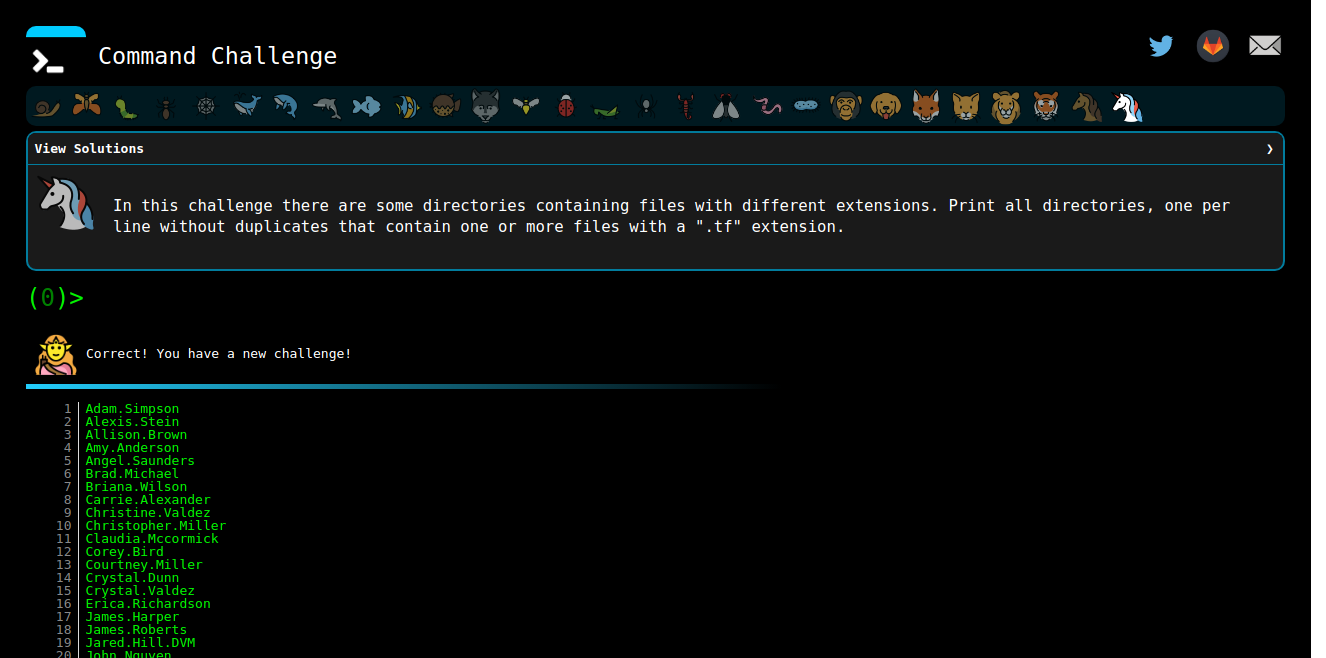 Command Challenge
View Solutions ❯
In this challenge there are some directories containing files with different extensions. Print all directories, one per
line without duplicates that contain one or more files with a ".tf" extension.
(0)>
Correct! You have a new challenge!
1 Adam.Simpson
2 Alexis.Stein
3 Allison.Brown
4 Amy.Anderson
5 Angel.Saunders
6 Brad.Michael
7 Briana.Wilson
8 Carrie.Alexander
9 Christine.Valdez
10 Christopher.Miller
11 Claudia.Mccormick
12 Corey.Bird
13 Courtney.Miller
14 Crystal.Dunn
15 Crystal.Valdez
16 Erica.Richardson
17 James.Harper
18 James.Roberts
19 Jared.Hill.DVM
20 John.Nguyen